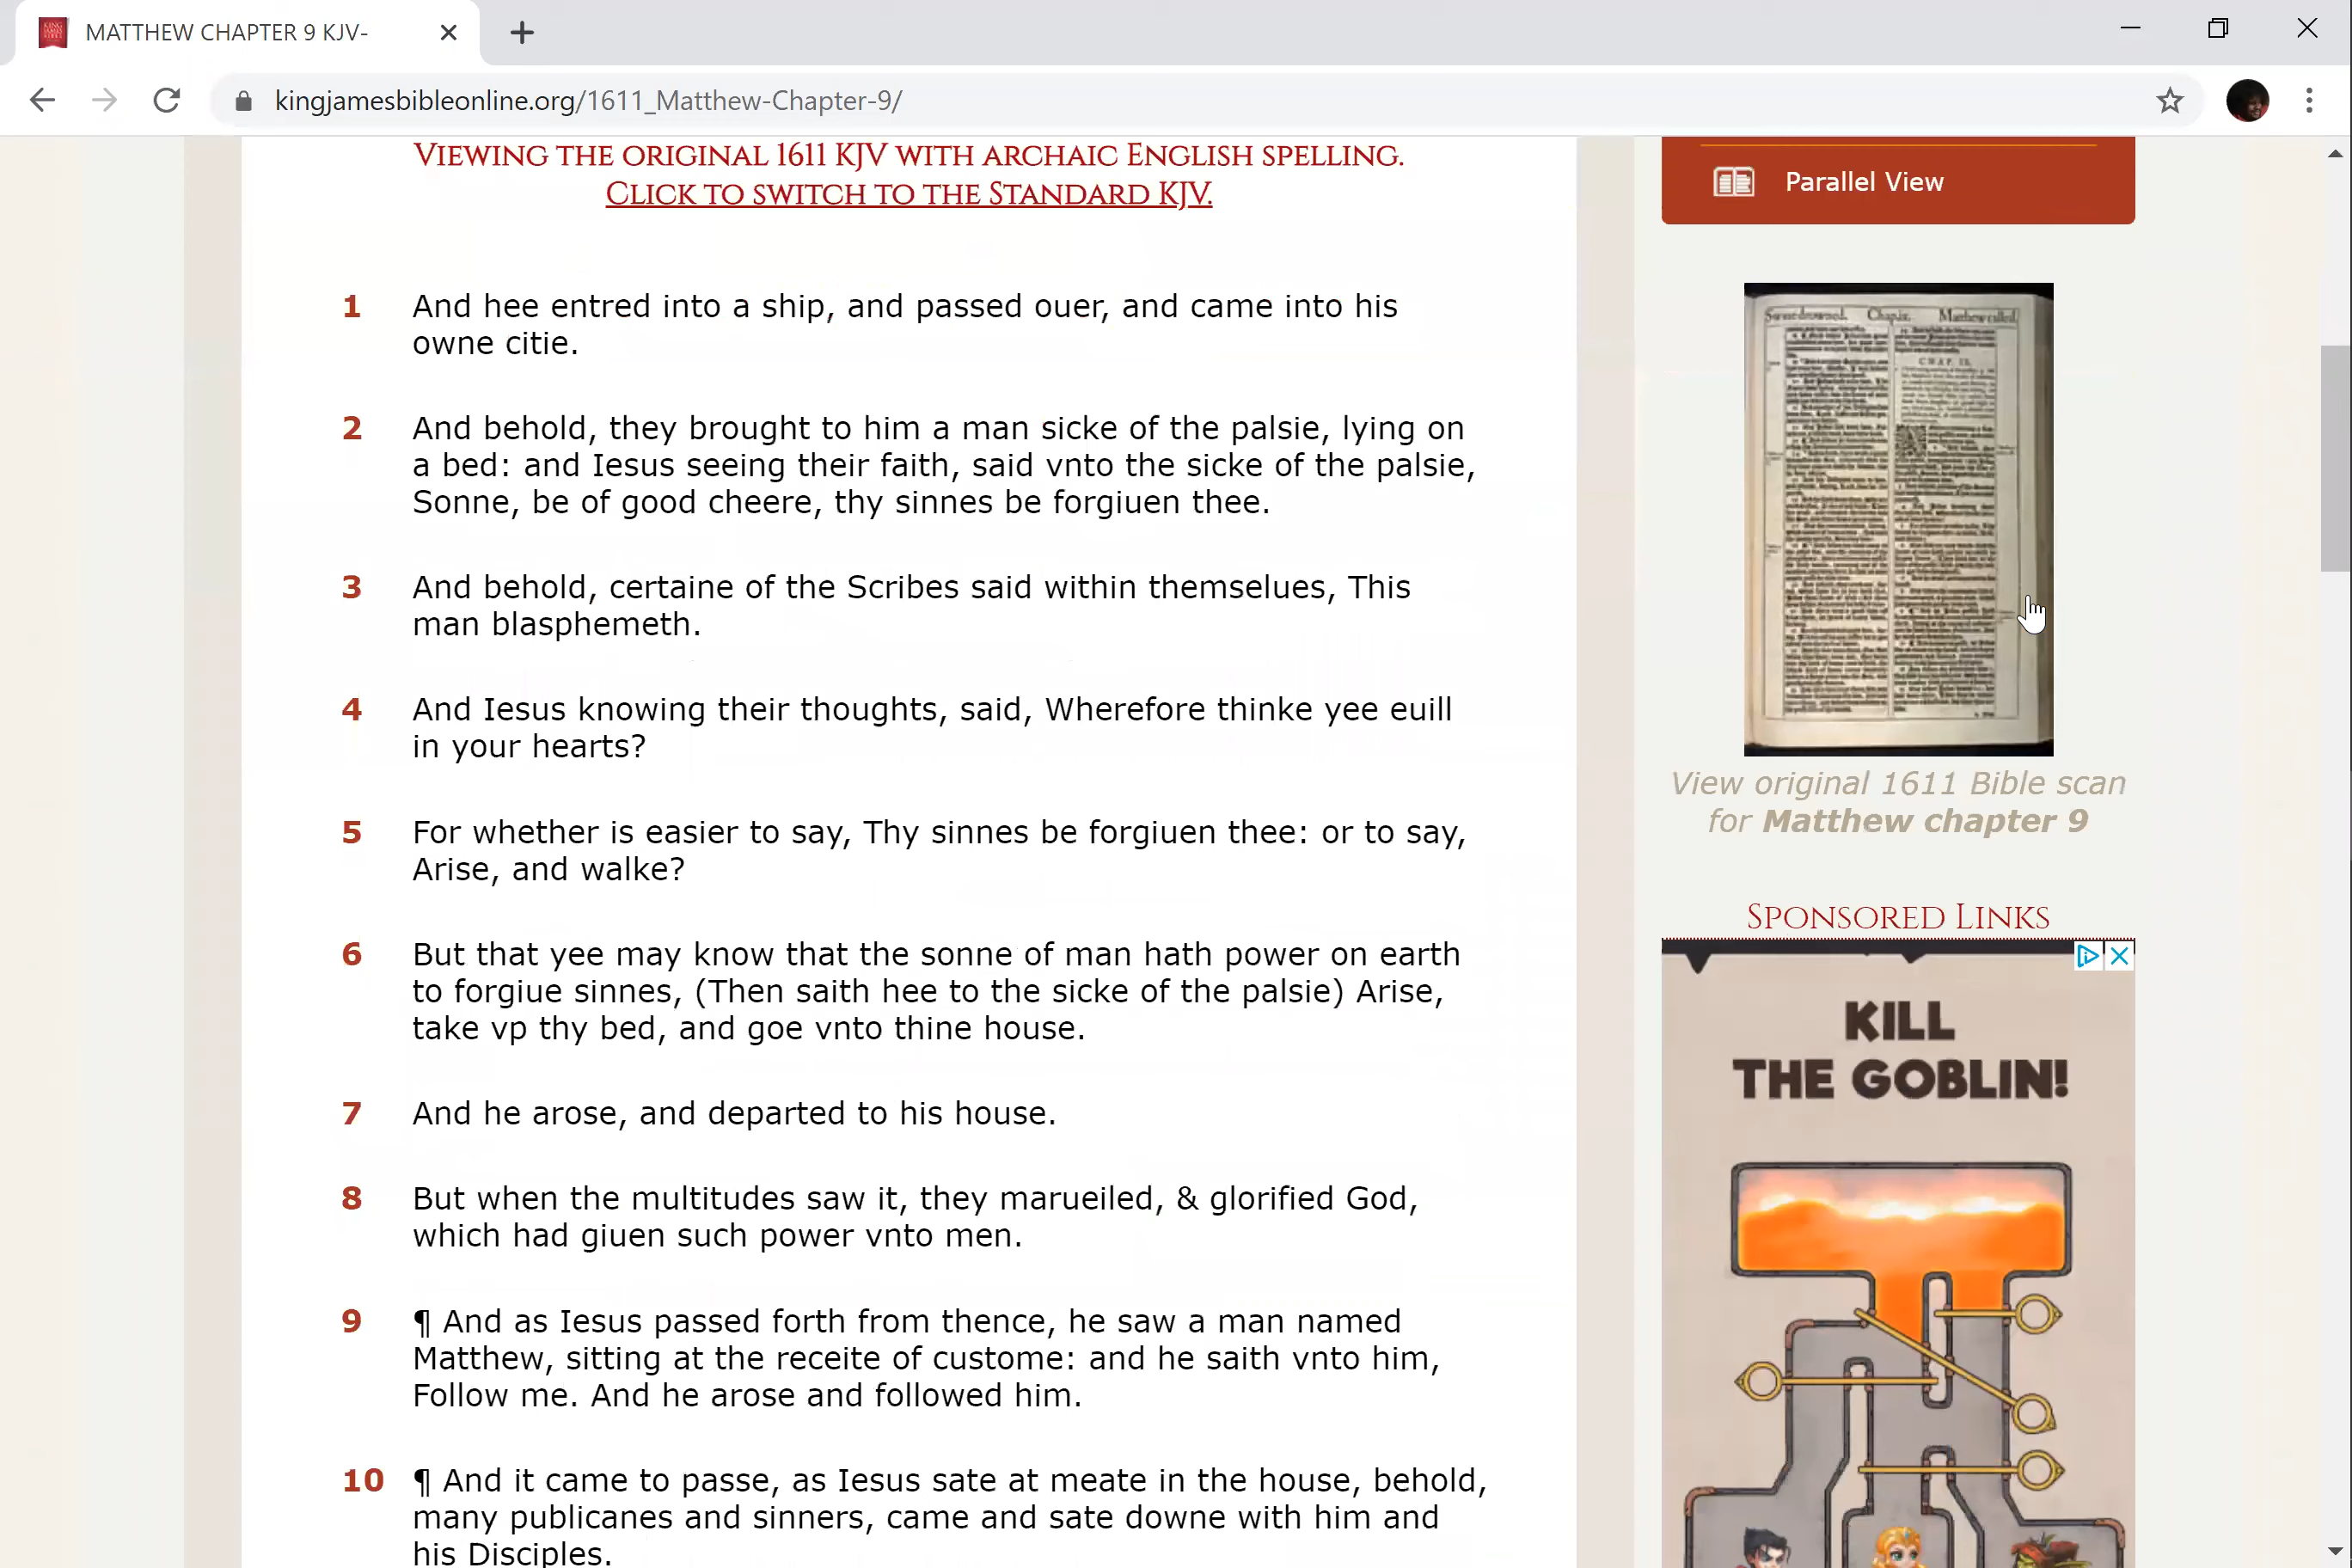 MATTHEW CHAPTER 9 KJV-
kingjamesbibleonline.org/1611_Matthew-Chapter-9/
VIEWING THE ORIGINAL 1611 KJV WITH ARCHAIC ENGLISH SPELLING.
CLICK TO SWITCH TO THE STANDARD KJV.
1 And hee entred into a ship, and passed ouer, and came into his
owne citie.
2 And behold, they brought to him a man sicke of the palsie, lying on
a bed: and Iesus seeing their faith, said vnto the sicke of the palsie,
Sonne, be of good cheere, thy sinnes be forgiuen thee.
3 And behold, certaine of the Scribes said within themselues, This
man blasphemeth.
4 And Iesus knowing their thoughts, said, Wherefore thinke yee euill
in your hearts?
5 For whether is easier to say, Thy sinnes be forgiuen thee: or to say,
Arise, and walke?
6 But that yee may know that the sonne of man hath power on earth
to forgiue sinnes, (Then saith hee to the sicke of the palsie) Arise,
take vp thy bed, and goe vnto thine house.
7 And he arose, and departed to his house.
8 But when the multitudes saw it, they marueiled, & glorified God,
which had giuen such power vnto men.
9 ¶ And as Iesus passed forth from thence, he saw a man named
Matthew, sitting at the receite of custome: and he saith vnto him,
Follow me. And he arose and followed him.
10 ¶ And it came to passe, as Iesus sate at meate in the house, behold,
many publicanes and sinners, came and sate downe with him and
his Disciples.
Parallel View
Chap.ix.
CHAP. IX.
View original 1611 Bible scan
for Matthew chapter 9
SPONSORED LINKS
KILL
THE GOBLIN!